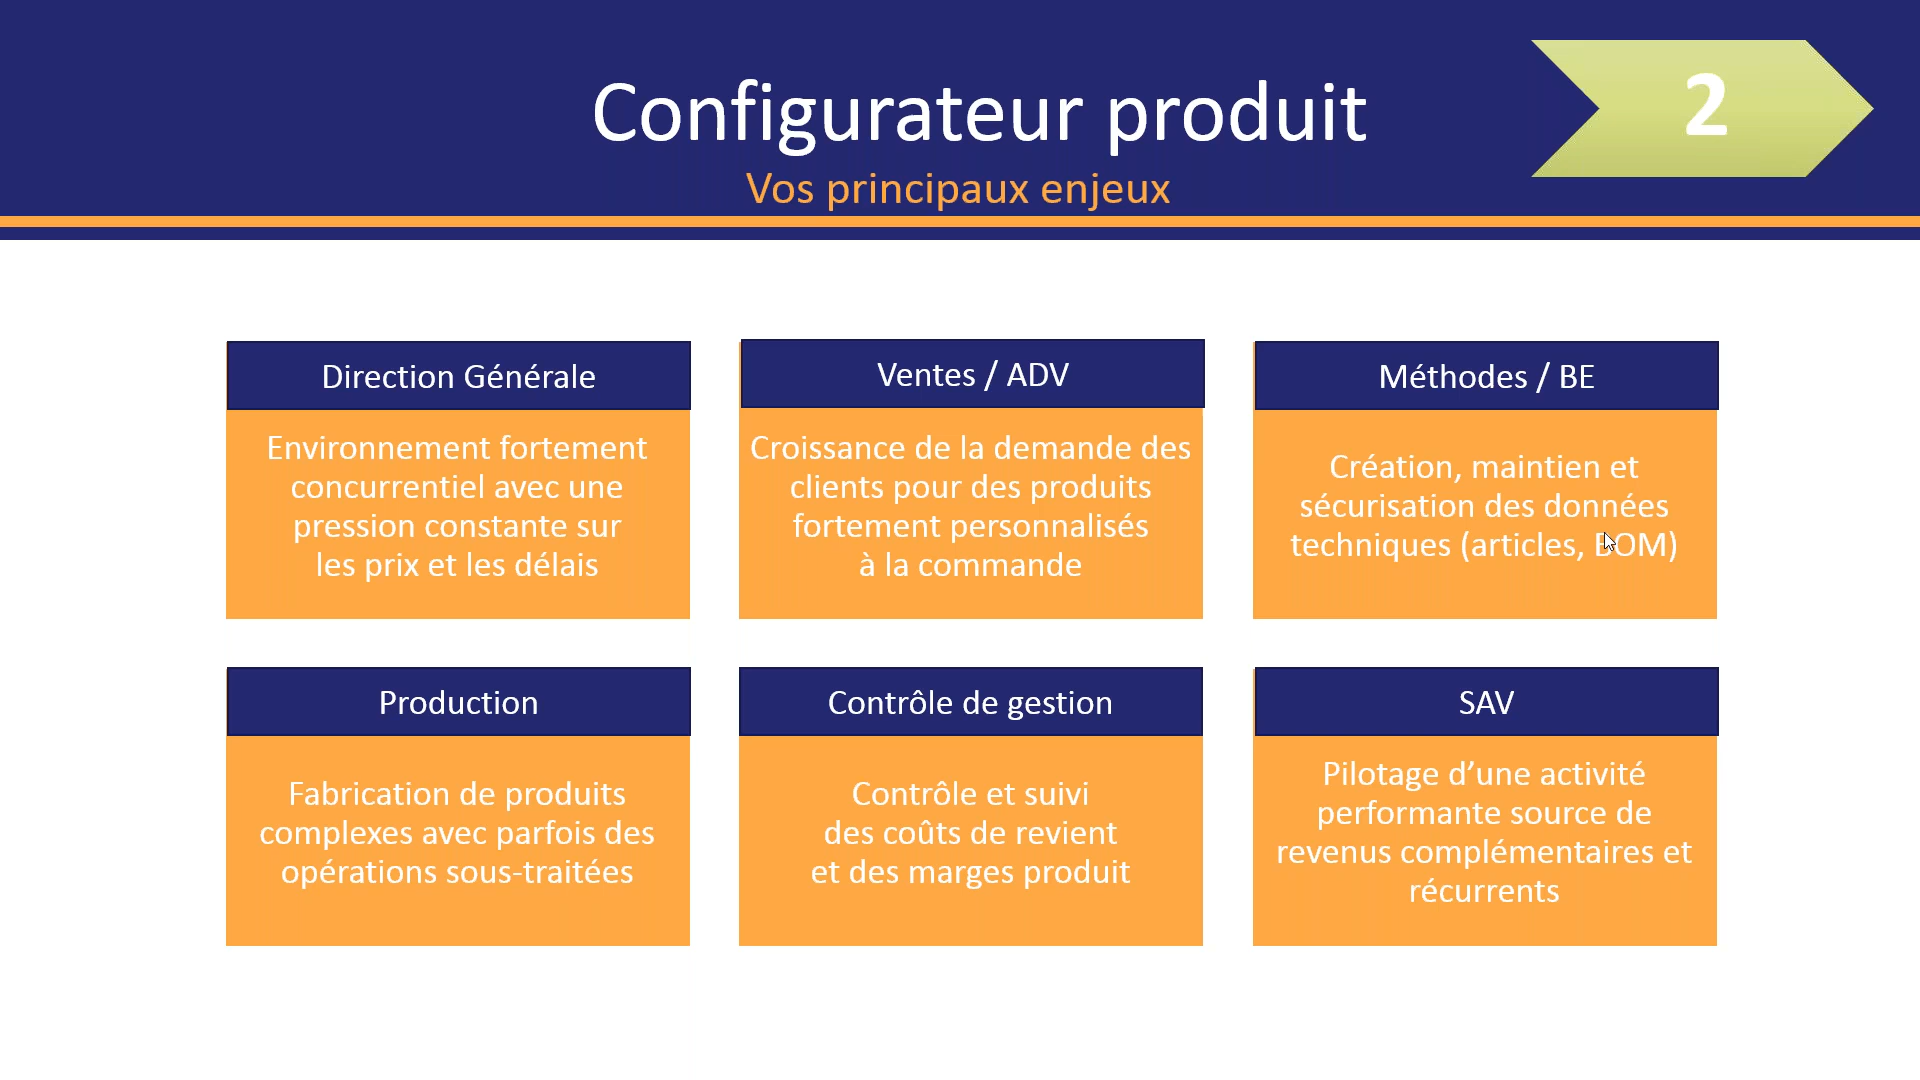 Configurateur produit
2
Vos principaux enjeux
Direction Générale
Environnement fortement
concurrentiel avec une
pression constante sur
les prix et les délais
Ventes / ADV
Croissance de la demande des
clients pour des produits
fortement personnalisés
à la commande
Méthodes / BE
Création, maintien et
sécurisation des données
techniques (articles, BOM)
Production
Fabrication de produits
complexes avec parfois des
opérations sous-traitées
Contrôle de gestion
Contrôle et suivi
des coûts de revient
et des marges produit
SAV
Pilotage d’une activité
performante source de
revenus complémentaires et
récurrents